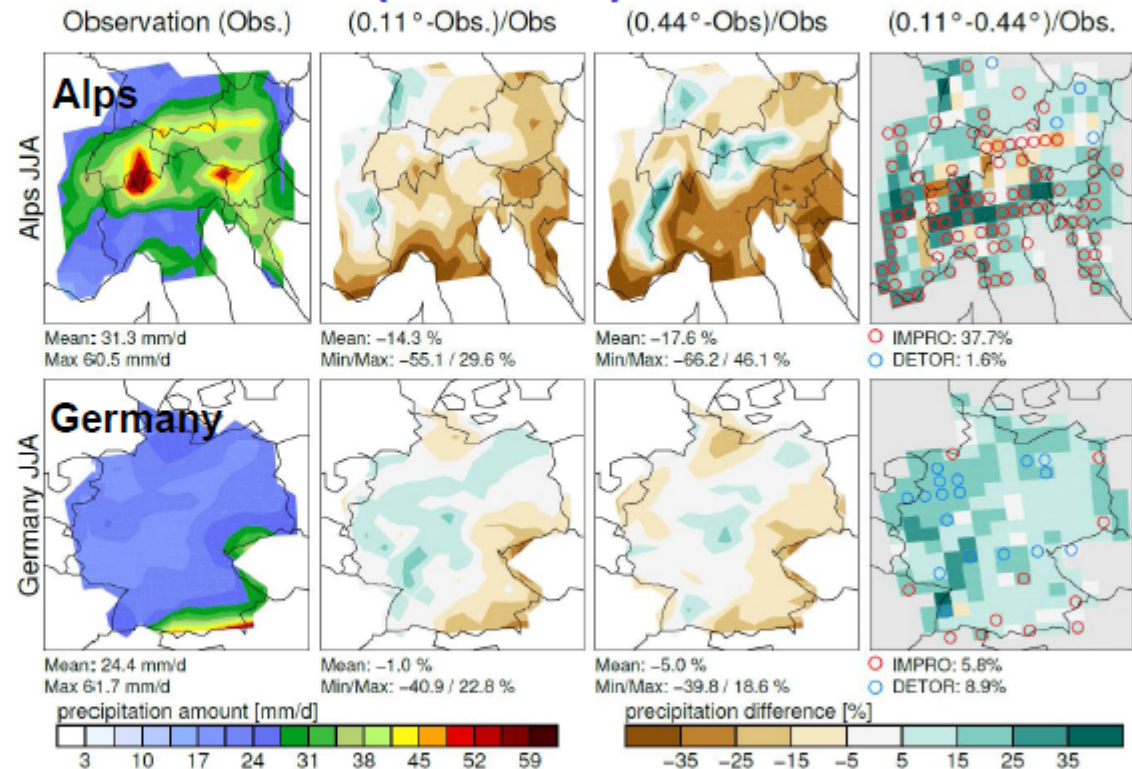 Observation (Obs.) (0.11°-Obs.)/Obs (0.44°-Obs)/Obs (0.11°-0.44°)/Obs.
Alps
Alps JJA
Mean: 31.3 mm/d
Max 60.5 mm/d
Mean: −14.3 %
Min/Max: −55.1 / 29.6 %
Mean: −17.6 %
Min/Max: −66.2 / 46.1 %
IMPRO: 37.7%
DETOR: 1.6%
Germany
Germany JJA
Mean: 24.4 mm/d
Max 61.7 mm/d
Mean: −1.0 %
Min/Max: −40.9 / 22.8 %
Mean: −5.0 %
Min/Max: −39.8 / 18.6 %
IMPRO: 5.8%
DETOR: 8.9%
precipitation amount [mm/d]
3 10 17 24 31 38 45 52 59
precipitation difference [%]
−35 −25 −15 −5 5 15 25 35